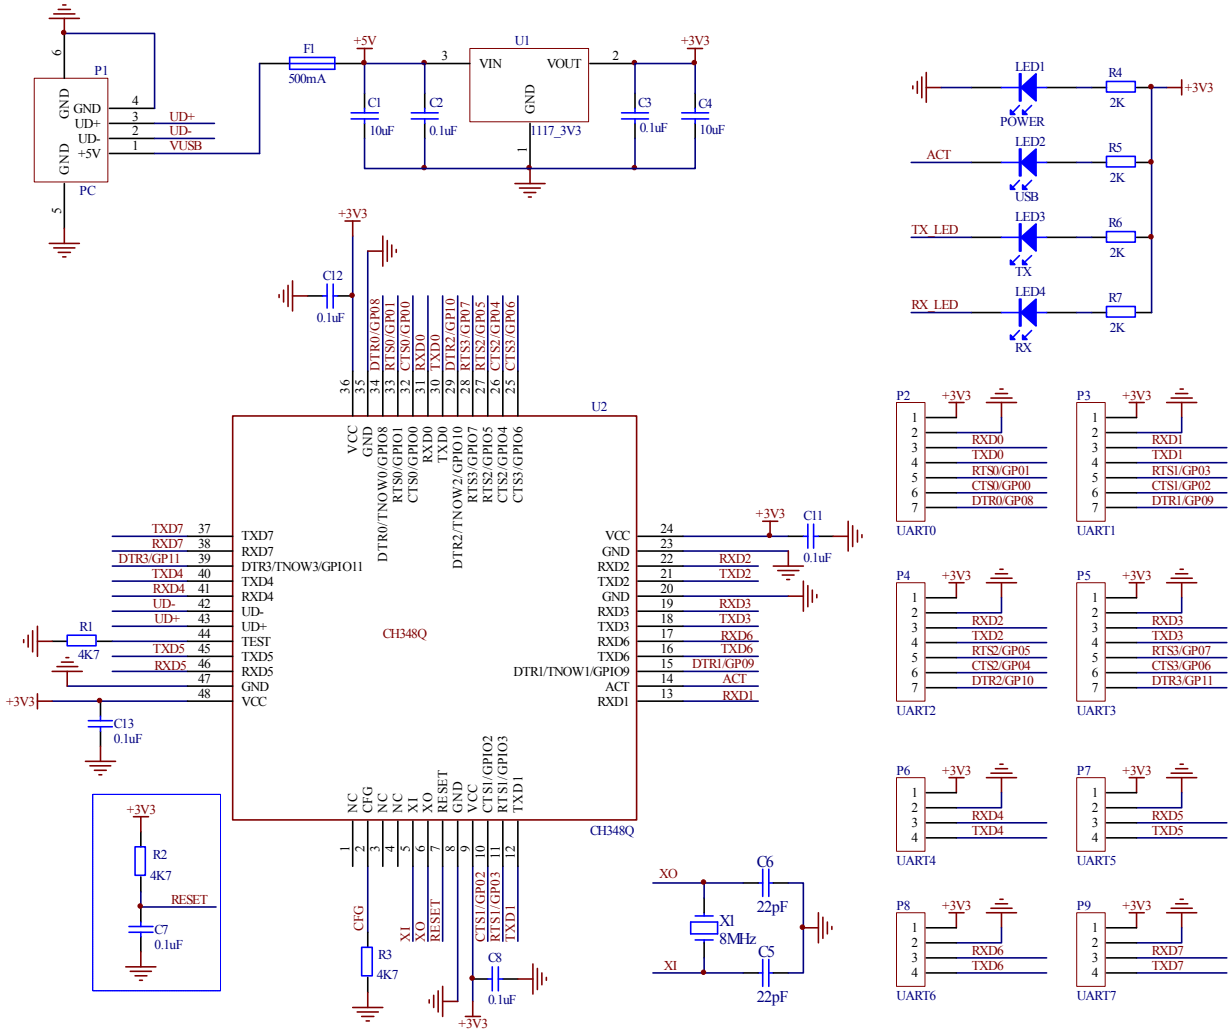 P1
6
GND
GND 4
UD+ 3 UD+
UD- 2 UD-
+5V 1 VUSB
GND
PC
5
F1
500mA
+5V
C1
10uF
C2
0.1uF
U1
3 VIN VOUT 2
GND
1117_3V3
1
+3V3
C3
0.1uF
C4
10uF
LED1
POWER
R4
2K
+3V3
ACT
LED2
USB
R5
2K
TX_LED
LED3
TX
R6
2K
RX_LED
LED4
RX
R7
2K
+3V3
C12
0.1uF
DTR0/GP08
RTS0/GP01
CTS0/GP00
RXD0
TXD0
DTR2/GP10
RTS3/GP07
RTS2/GP05
CTS2/GP04
CTS3/GP06
36
35
34
33
32
31
30
29
28
27
26
25
U2
VCC
GND
DTR0/TNOW0/GPIO8
RTS0/GPIO1
CTS0/GPIO0
RXD0
TXD0
DTR2/TNOW2/GPIO10
RTS3/GPIO7
RTS2/GPIO5
CTS2/GPIO4
CTS3/GPIO6
TXD7 37 TXD7
RXD7 38 RXD7
DTR3/GP11 39 DTR3/TNOW3/GPIO11
TXD4 40 TXD4
RXD4 41 RXD4
UD- 42 UD-
UD+ 43 UD+
44 TEST
TXD5 45 TXD5
RXD5 46 RXD5
47 GND
48 VCC
R1
4K7
+3V3
C13
0.1uF
CH348Q
VCC 24
GND 23
RXD2 22 RXD2
TXD2 21 TXD2
GND 20
RXD3 19 RXD3
TXD3 18 TXD3
RXD6 17 RXD6
TXD6 16 TXD6
DTR1/TNOW1/GPIO9 15 DTR1/GP09
ACT 14 ACT
RXD1 13 RXD1
+3V3
C11
0.1uF
NC
CFG
NC
NC
XI
XO
RESET
GND
VCC
CTS1/GPIO2
RTS1/GPIO3
TXD1
CH348Q
1
2
3
4
5
6
7
8
9
10
11
12
CFG
XI
XO
RESET
CTS1/GP02
RTS1/GP03
TXD1
R3
4K7
C8
0.1uF
+3V3
+3V3
R2
4K7
RESET
C7
0.1uF
XO
C6
22pF
X1
8MHz
XI
C5
22pF
P2 +3V3
1
2
3 RXD0
4 TXD0
5 RTS0/GP01
6 CTS0/GP00
7 DTR0/GP08
UART0
P3 +3V3
1
2
3 RXD1
4 TXD1
5 RTS1/GP03
6 CTS1/GP02
7 DTR1/GP09
UART1
P4 +3V3
1
2
3 RXD2
4 TXD2
5 RTS2/GP05
6 CTS2/GP04
7 DTR2/GP10
UART2
P5 +3V3
1
2
3 RXD3
4 TXD3
5 RTS3/GP07
6 CTS3/GP06
7 DTR3/GP11
UART3
P6 +3V3
1
2
3 RXD4
4 TXD4
UART4
P7 +3V3
1
2
3 RXD5
4 TXD5
UART5
P8 +3V3
1
2
3 RXD6
4 TXD6
UART6
P9 +3V3
1
2
3 RXD7
4 TXD7
UART7